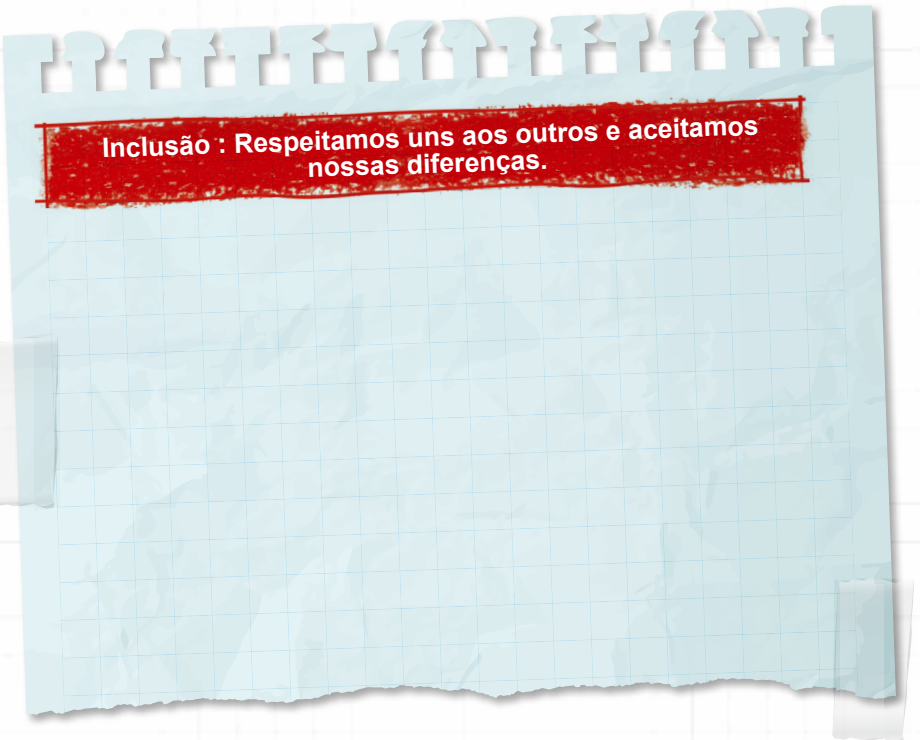 Inclusão : Respeitamos uns aos outros e aceitamos
nossas diferenças.